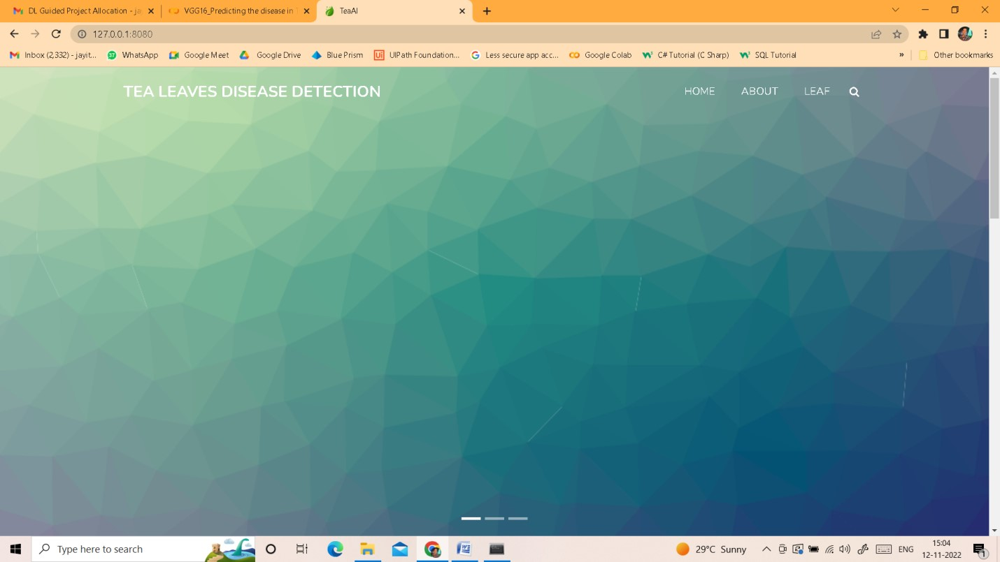 DL Guided Project Allocation - ja
VGG16_Predicting the disease in T
TeaAI
127.0.0.1:8080
Inbox (2,332) - jayit...
37
WhatsApp
Google Meet
Google Drive
Blue Prism
Ui
UIPath Foundation...
Less secure app acc...
Google Colab
C# Tutorial (C Sharp)
SQL Tutorial
»
Other bookmarks
TEA LEAVES DISEASE DETECTION
HOME
ABOUT
LEAF
Type here to search
29°C Sunny
ENG
15:04
12-11-2022
1